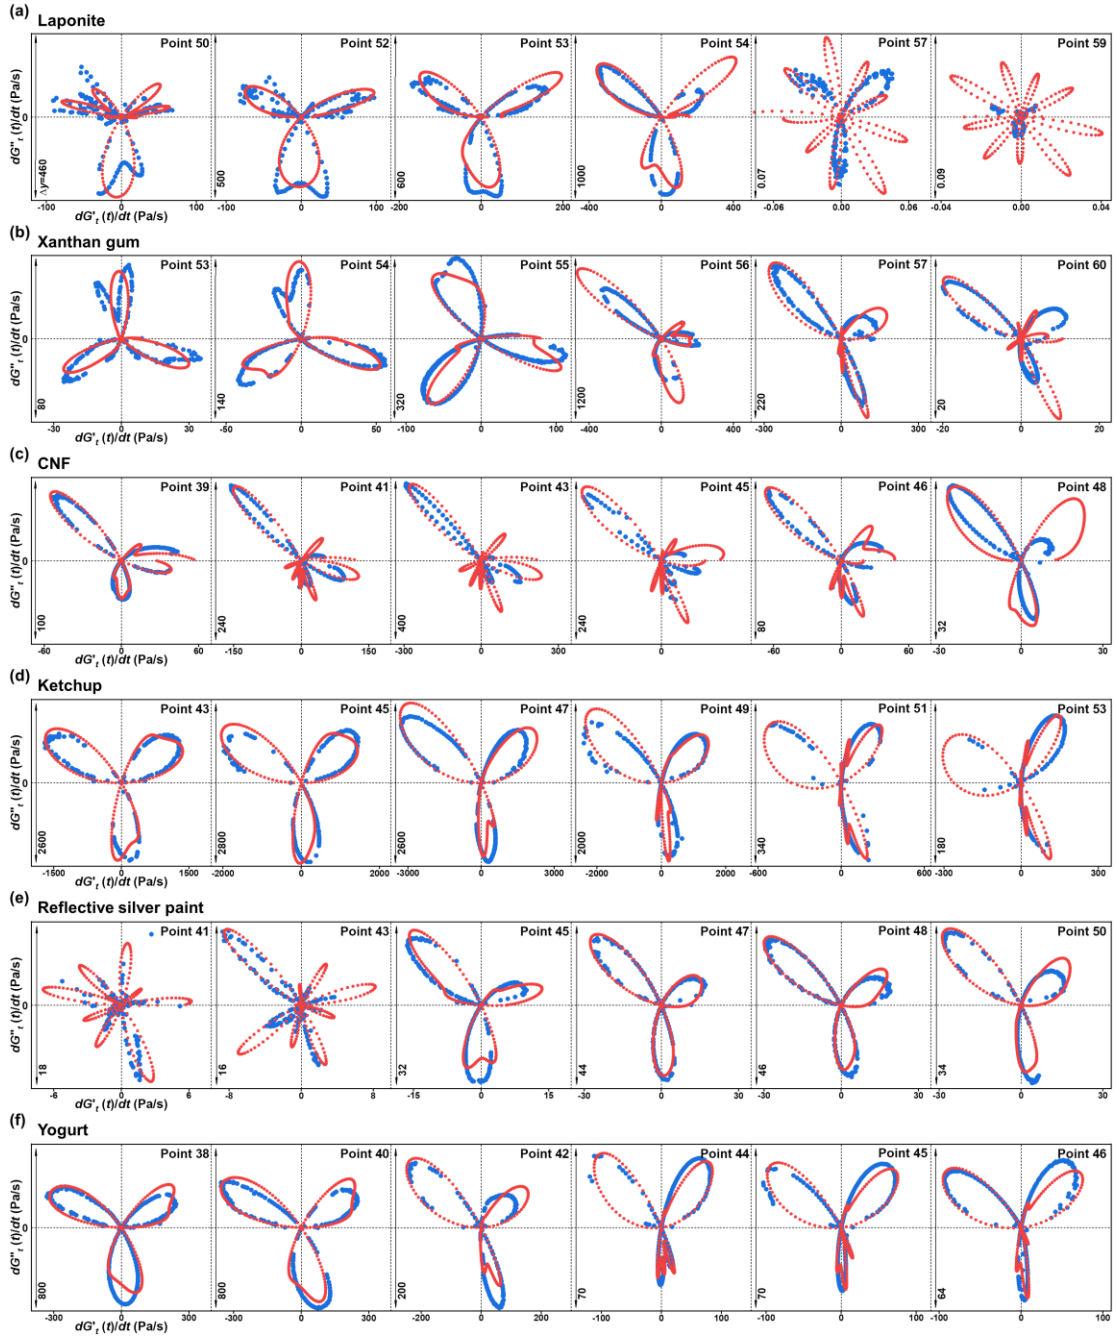 (a) Laponite
Point 50 Point 52 Point 53 Point 54 Point 57 Point 59
dG''t (t)/dt (Pa/s)
0
Δy=460 500 600 1000 0.07 0.09
-100 0 100 -200 0 200 -400 0 400 -0.06 0.00 0.06 -0.04 0.00 0.04
dG't (t)/dt (Pa/s)
(b) Xanthan gum
Point 53 Point 54 Point 55 Point 56 Point 57 Point 60
dG''t (t)/dt (Pa/s)
0
80 140 320 1200 220 20
-30 0 30 -50 0 50 -100 0 100 -400 0 400 -300 0 300 -20 0 20
dG't (t)/dt (Pa/s)
(c) CNF
Point 39 Point 41 Point 43 Point 45 Point 46 Point 48
dG''t (t)/dt (Pa/s)
0
100 240 400 240 80 32
-60 0 60 -150 0 150 -300 0 300 -60 0 60 -30 0 30
dG't (t)/dt (Pa/s)
(d) Ketchup
Point 43 Point 45 Point 47 Point 49 Point 51 Point 53
dG''t (t)/dt (Pa/s)
0
2600 2800 2600 2000 340 180
-1500 0 1500 -2000 0 2000 -3000 0 3000 -2000 0 2000 -600 0 600 -300 0 300
dG't (t)/dt (Pa/s)
(e) Reflective silver paint
Point 41 Point 43 Point 45 Point 47 Point 48 Point 50
dG''t (t)/dt (Pa/s)
0
18 16 32 44 46 34
-6 0 6 -8 0 8 -15 0 15 -30 0 30 -30 0 30 -30 0 30
dG't (t)/dt (Pa/s)
(f) Yogurt
Point 38 Point 40 Point 42 Point 44 Point 45 Point 46
dG''t (t)/dt (Pa/s)
0
800 800 200 70 70 64
-300 0 300 -300 0 300 -200 0 200 -100 0 100 -100 0 100 -100 0 100
dG't (t)/dt (Pa/s)